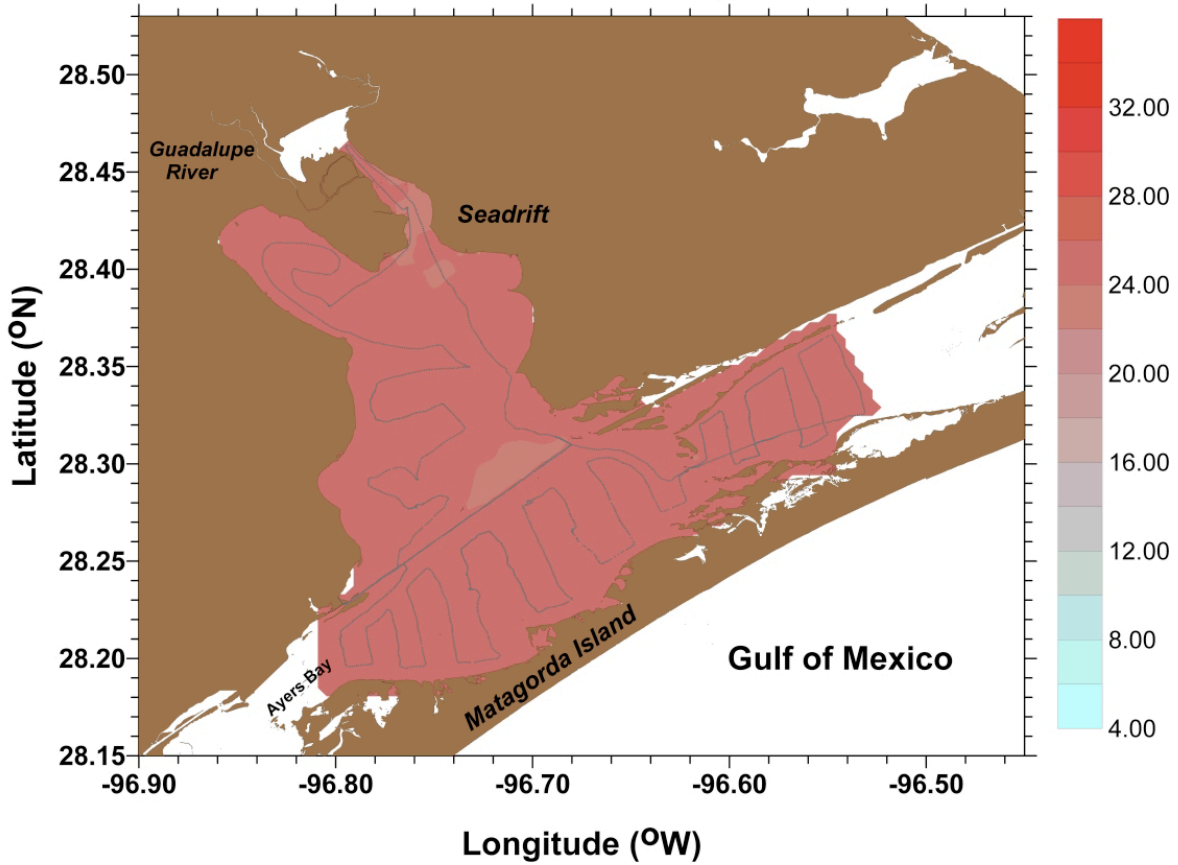 28.50
28.45
28.40
28.35
28.30
28.25
28.20
28.15
Latitude (ºN)
Guadalupe
River
Seadrift
Ayers Bay
Matagorda Island
Gulf of Mexico
-96.90
-96.80
-96.70
-96.60
-96.50
Longitude (ºW)
32.00
28.00
24.00
20.00
16.00
12.00
8.00
4.00